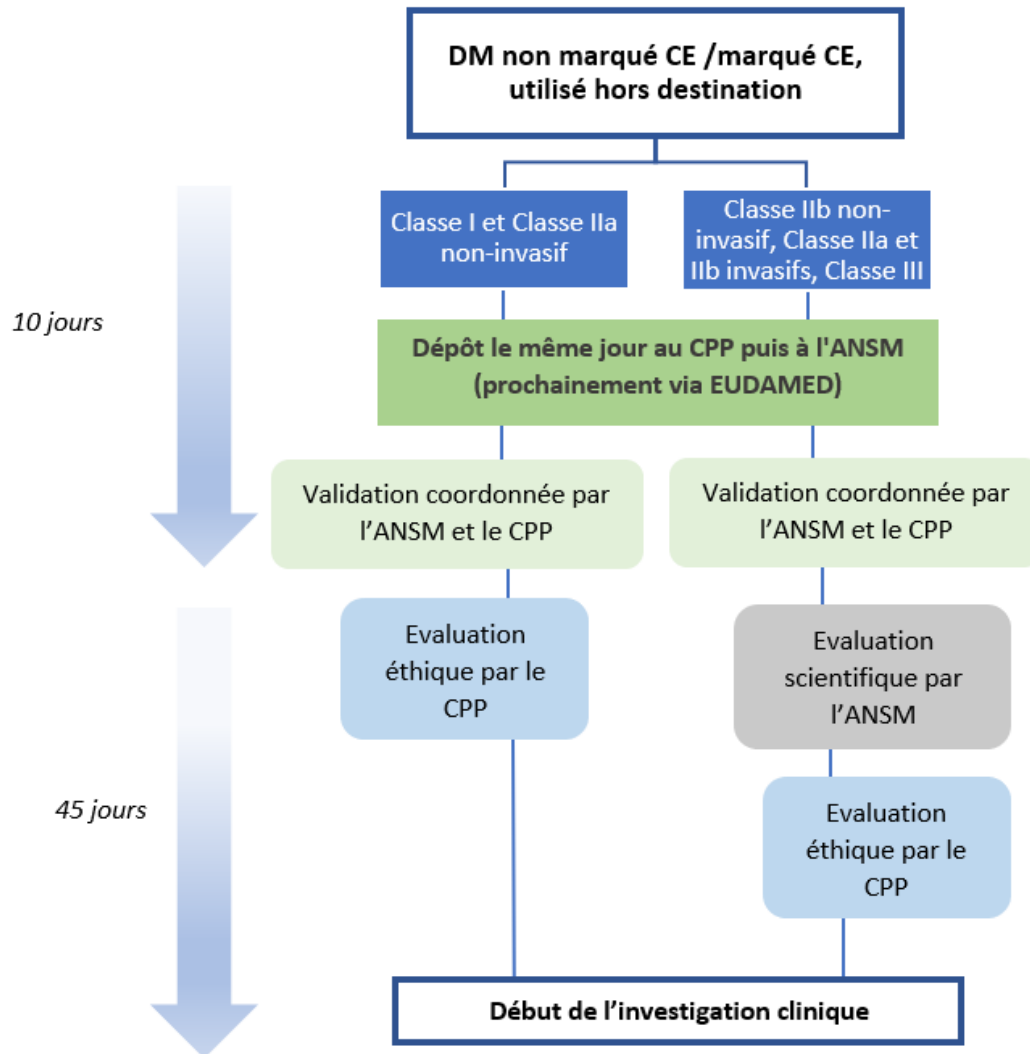 DM non marqué CE /marqué CE,
utilisé hors destination
Classe I et Classe IIa
non-invasif
Classe IIb non-
invasif, Classe IIa et
IIb invasifs, Classe III
10 jours
Dépôt le même jour au CPP puis à l'ANSM
(prochainement via EUDAMED)
Validation coordonnée par
l’ANSM et le CPP
Validation coordonnée par
l’ANSM et le CPP
Evaluation
éthique par le
CPP
Evaluation
scientifique par
l’ANSM
45 jours
Evaluation
éthique par le
CPP
Début de l’investigation clinique